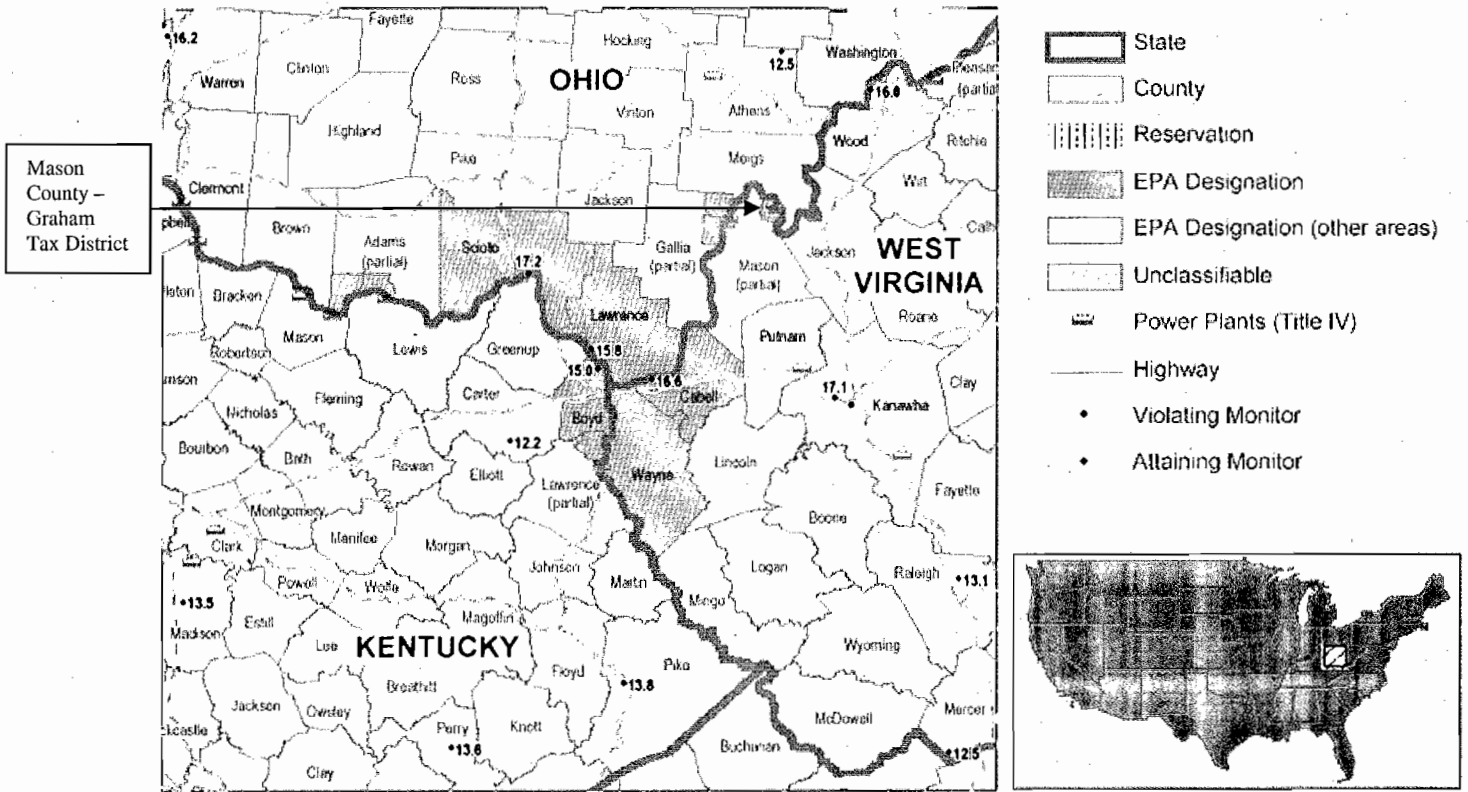 Mason
County –
Graham
Tax District
Fayette
16.2
Clinton
Warren
Ross
Hocking
OHIO
12.5
Washington
16.6
Vinton
Athens
Highland
Pike
Meigs
Wood
Ritchie
Wirt
Clermont
Brown
Adams
(partial)
Scioto
Jackson
Gallia
(partial)
Mason
(partial)
Jackson
WEST
VIRGINIA
Roane
17.2
Bracken
Mason
Lewis
Greenup
Lawrence
Putnam
Robertson
15.8
15.0
16.6
Cabell
17.1
Kanawha
Clay
Carter
Nicholas
Fleming
Boyd
Bourbon
Bath
Rowan
12.2
Elliott
Lawrence
(partial)
Wayne
Lincoln
Fayette
Montgomery
Boone
Clark
Menifee
Morgan
Johnson
Martin
Logan
Raleigh
13.1
Powell
Wolfe
Mingo
13.5
Madison
Estill
Lee
Magoffin
Wyoming
KENTUCKY
Floyd
Pike
Breathitt
13.8
Jackson
Owsley
Perry
13.6
Knott
McDowell
Mercer
Buchanan
12.5
Clay
State
County
Reservation
EPA Designation
EPA Designation (other areas)
Unclassifiable
Power Plants (Title IV)
Highway
Violating Monitor
Attaining Monitor